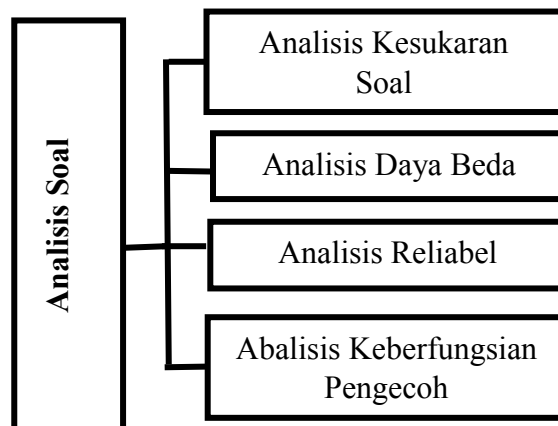 Analisis Soal
Analisis Kesukaran
Soal
Analisis Daya Beda
Analisis Reliabel
Abalisis Keberfungsian
Pengecoh